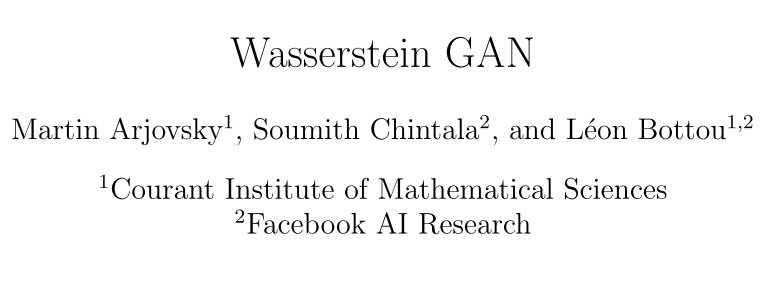 Wasserstein GAN
Martin Arjovsky¹, Soumith Chintala², and Léon Bottou¹,²
¹Courant Institute of Mathematical Sciences
²Facebook AI Research